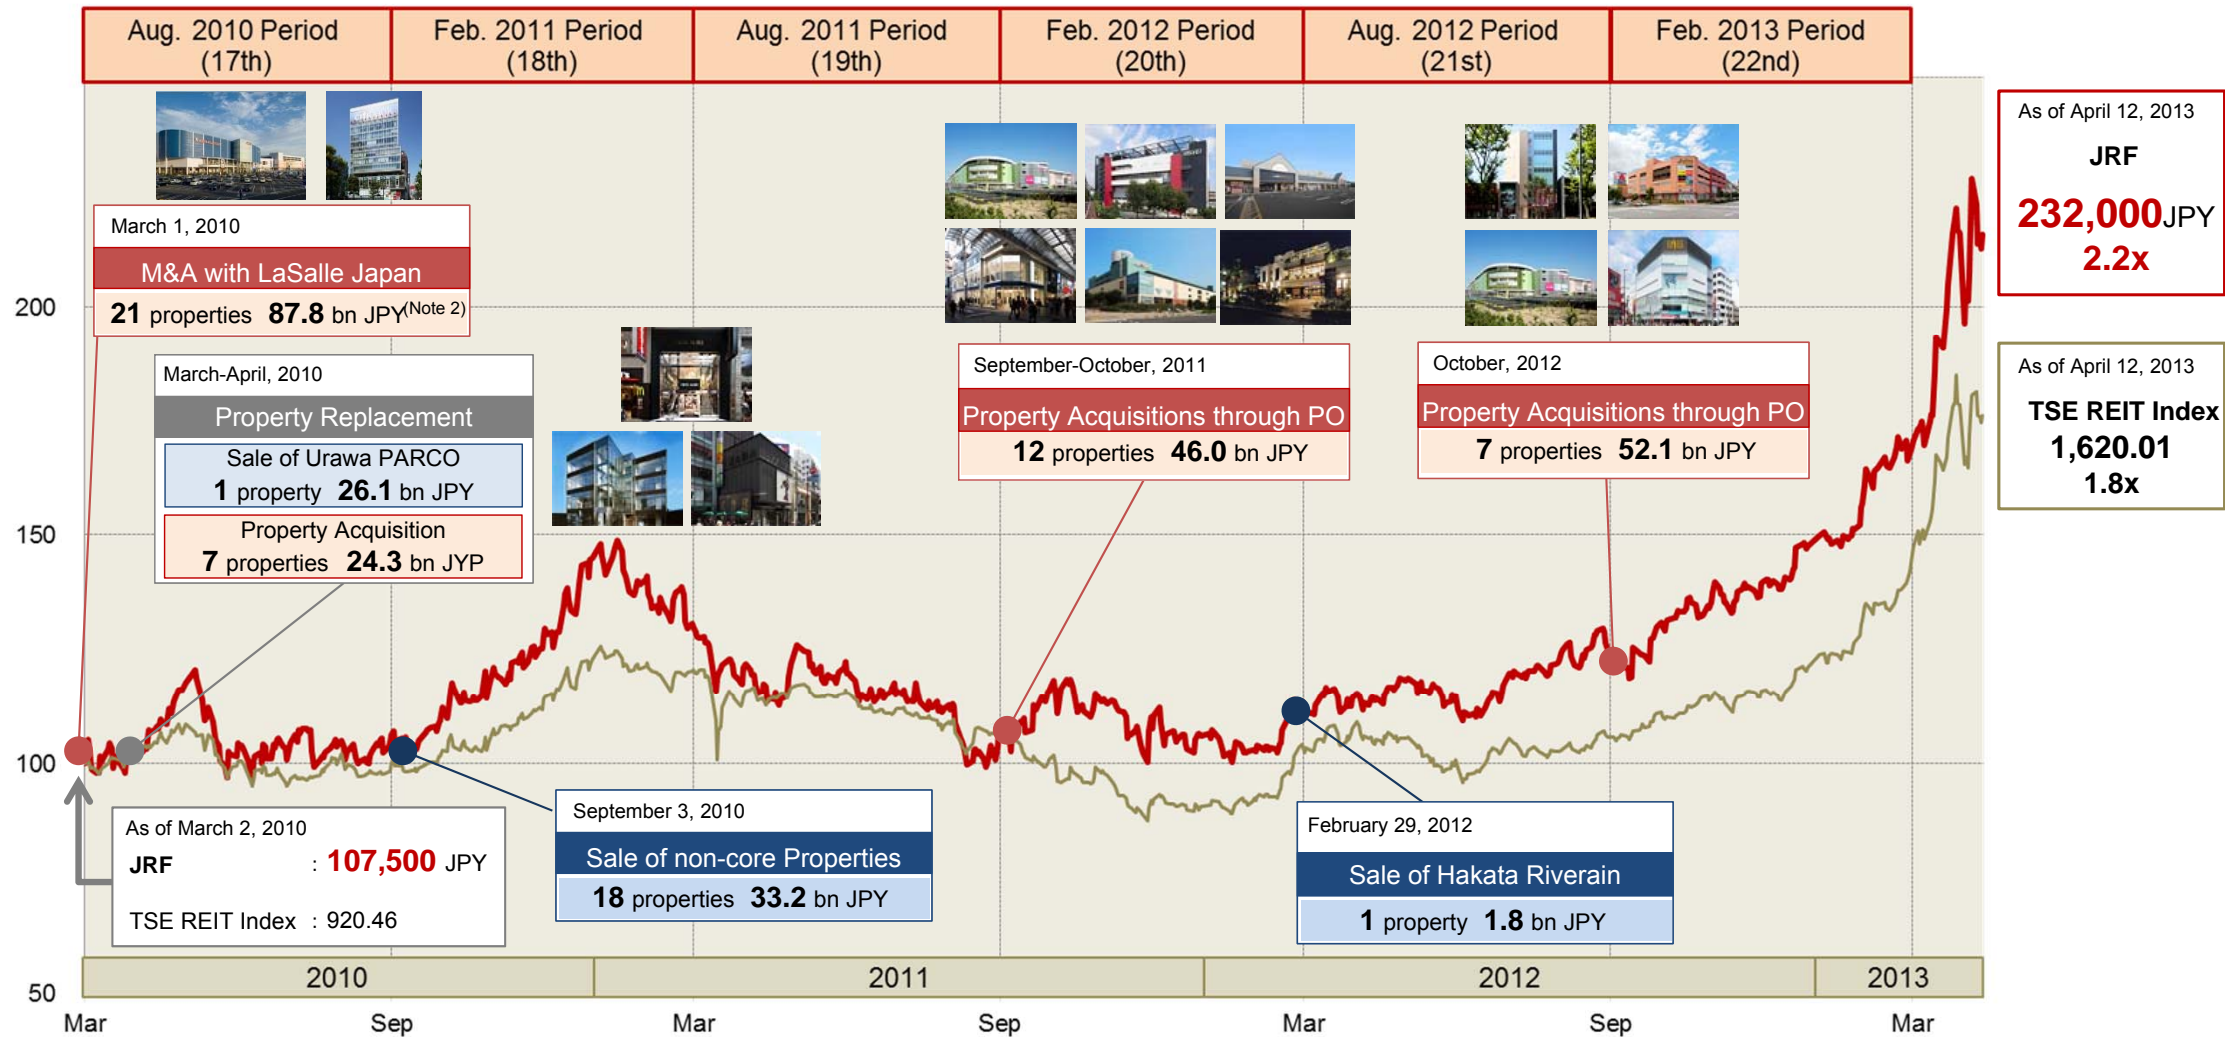 Aug. 2010 Period
(17th)
Feb. 2011 Period
(18th)
Aug. 2011 Period
(19th)
Feb. 2012 Period
(20th)
Aug. 2012 Period
(21st)
Feb. 2013 Period
(22nd)
As of April 12, 2013
JRF
232,000JPY
2.2x
As of April 12, 2013
TSE REIT Index
1,620.01
1.8x
March 1, 2010
M&A with LaSalle Japan
21 properties 87.8 bn JPY(Note 2)
March-April, 2010
Property Replacement
Sale of Urawa PARCO
1 property 26.1 bn JPY
Property Acquisition
7 properties 24.3 bn JYP
September-October, 2011
Property Acquisitions through PO
12 properties 46.0 bn JPY
October, 2012
Property Acquisitions through PO
7 properties 52.1 bn JPY
As of March 2, 2010
JRF : 107,500 JPY
TSE REIT Index : 920.46
September 3, 2010
Sale of non-core Properties
18 properties 33.2 bn JPY
February 29, 2012
Sale of Hakata Riverain
1 property 1.8 bn JPY
200
150
100
50
2010
2011
2012
2013
Mar
Sep
Mar
Sep
Mar
Sep
Mar